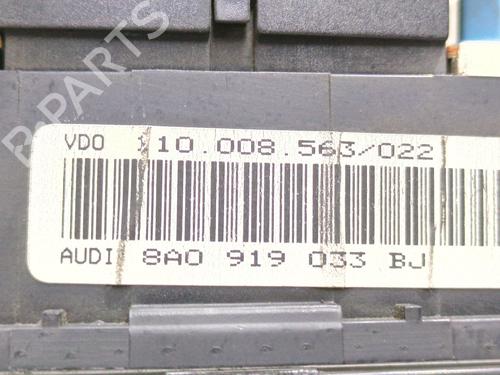 B-PARTS
VDO 110.008.563/022
AUDI 8A0 919 033 BJ